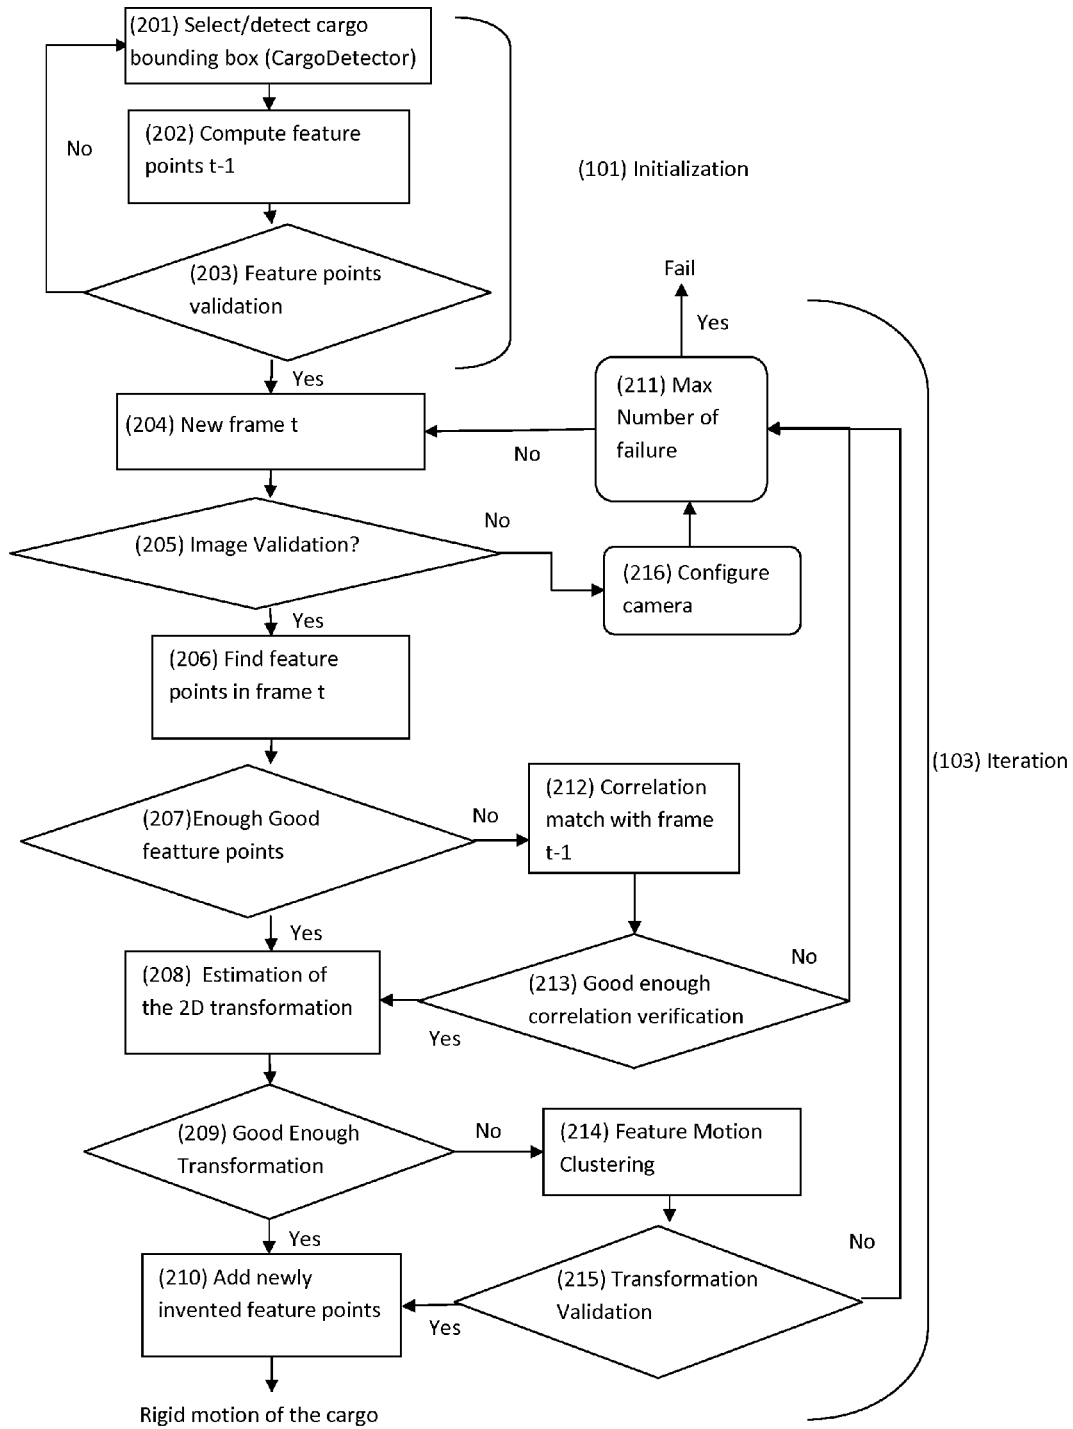 (201) Select/detect cargo
bounding box (CargoDetector)
No
(202) Compute feature
points t-1
(101) Initialization
(203) Feature points
validation
Fail
Yes
Yes
(204) New frame t
(211) Max
Number of
failure
No
(205) Image Validation?
No
(216) Configure
camera
Yes
(206) Find feature
points in frame t
(103) Iteration
(207)Enough Good
featture points
No
(212) Correlation
match with frame
t-1
Yes
(208)  Estimation of
the 2D transformation
(213) Good enough
correlation verification
No
Yes
(209) Good Enough
Transformation
No
(214) Feature Motion
Clustering
Yes
(210) Add newly
invented feature points
(215) Transformation
Validation
No
Yes
Rigid motion of the cargo